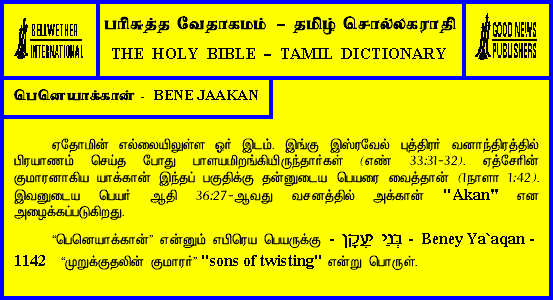 BELLWETHER
INTERNATIONAL
பரிசுத்த வேதாகமம் – தமிழ் சொல்லகராதி
THE HOLY BIBLE – TAMIL DICTIONARY
GOOD NEWS
PUBLISHERS
பெனெயாக்கான் - BENE JAAKAN
ஏதோமின் எல்லையிலுள்ள ஓர் இடம். இங்கு இஸ்ரவேல் புத்திரர் வனாந்திரத்தில்
பிரயாணம் செய்த போது பாளயமிறங்கியிருந்தார்கள் (எண் 33:31-32). ஏத்சேரின்
குமாரனாகிய யாக்கான் இந்தப் பகுதிக்கு தன்னுடைய பெயரை வைத்தான் (1நாளா 1:42).
இவனுடைய பெயர் ஆதி 36:27-ஆவது வசனத்தில் அக்கான் "Akan" என
அழைக்கப்படுகிறது.
“பெனெயாக்கான்” என்னும் எபிரெய பெயருக்கு - בְּנֵי יַעֲקָן - Beney Ya`aqan -
1142 “முறுக்குதலின் குமாரர்” "sons of twisting" என்று பொருள்.